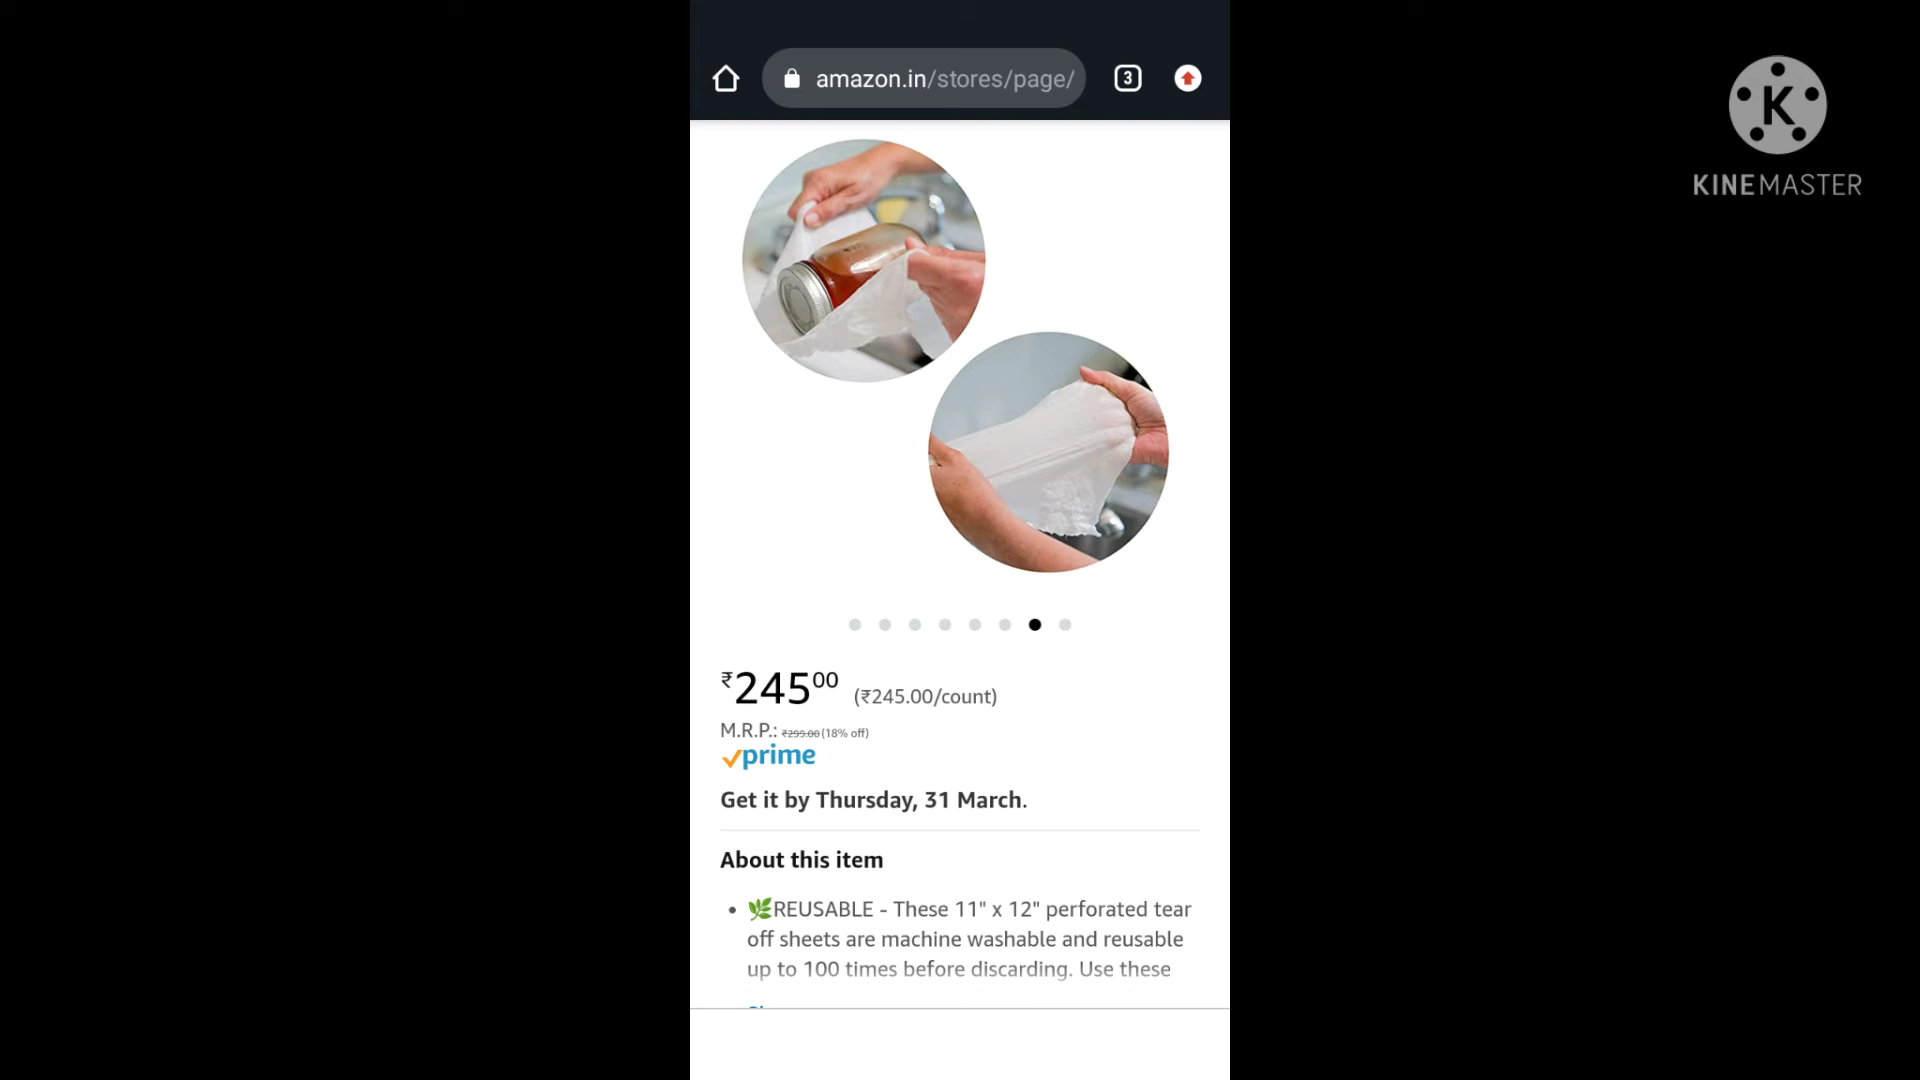 amazon.in/stores/page/
3
K
KINEMASTER
₹24500 (₹245.00/count)
M.R.P.: ₹299.00 (18% off)
prime
Get it by Thursday, 31 March.
About this item
• 🌿REUSABLE - These 11" x 12" perforated tear
off sheets are machine washable and reusable
up to 100 times before discarding. Use these